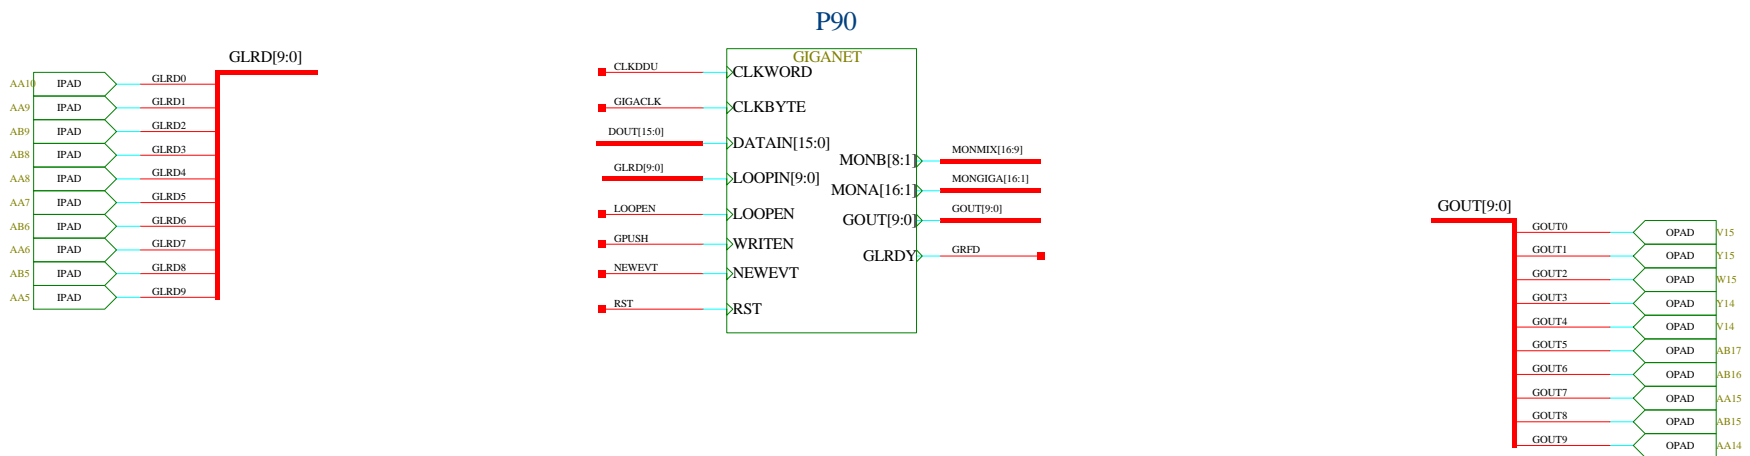 P90
GIGANET
GLRD[9:0]
AA10 IPAD GLRD0
AA9 IPAD GLRD1
AB9 IPAD GLRD2
AB8 IPAD GLRD3
AA8 IPAD GLRD4
AA7 IPAD GLRD5
AB6 IPAD GLRD6
AA6 IPAD GLRD7
AB5 IPAD GLRD8
AA5 IPAD GLRD9
CLKDDU CLKWORD
GIGACLK CLKBYTE
DOUT[15:0] DATAIN[15:0]
GLRD[9:0] LOOPIN[9:0]
LOOPEN LOOPEN
GPUSH WRITEN
NEWEVT NEWEVT
RST RST
MONB[8:1] MONMIX[16:9]
MONA[16:1] MONGIGA[16:1]
GOUT[9:0] GOUT[9:0]
GLRDY GRFD
GOUT[9:0]
GOUT0 OPAD V15
GOUT1 OPAD Y15
GOUT2 OPAD W15
GOUT3 OPAD Y14
GOUT4 OPAD V14
GOUT5 OPAD AB17
GOUT6 OPAD AB16
GOUT7 OPAD AA15
GOUT8 OPAD AB15
GOUT9 OPAD AA14